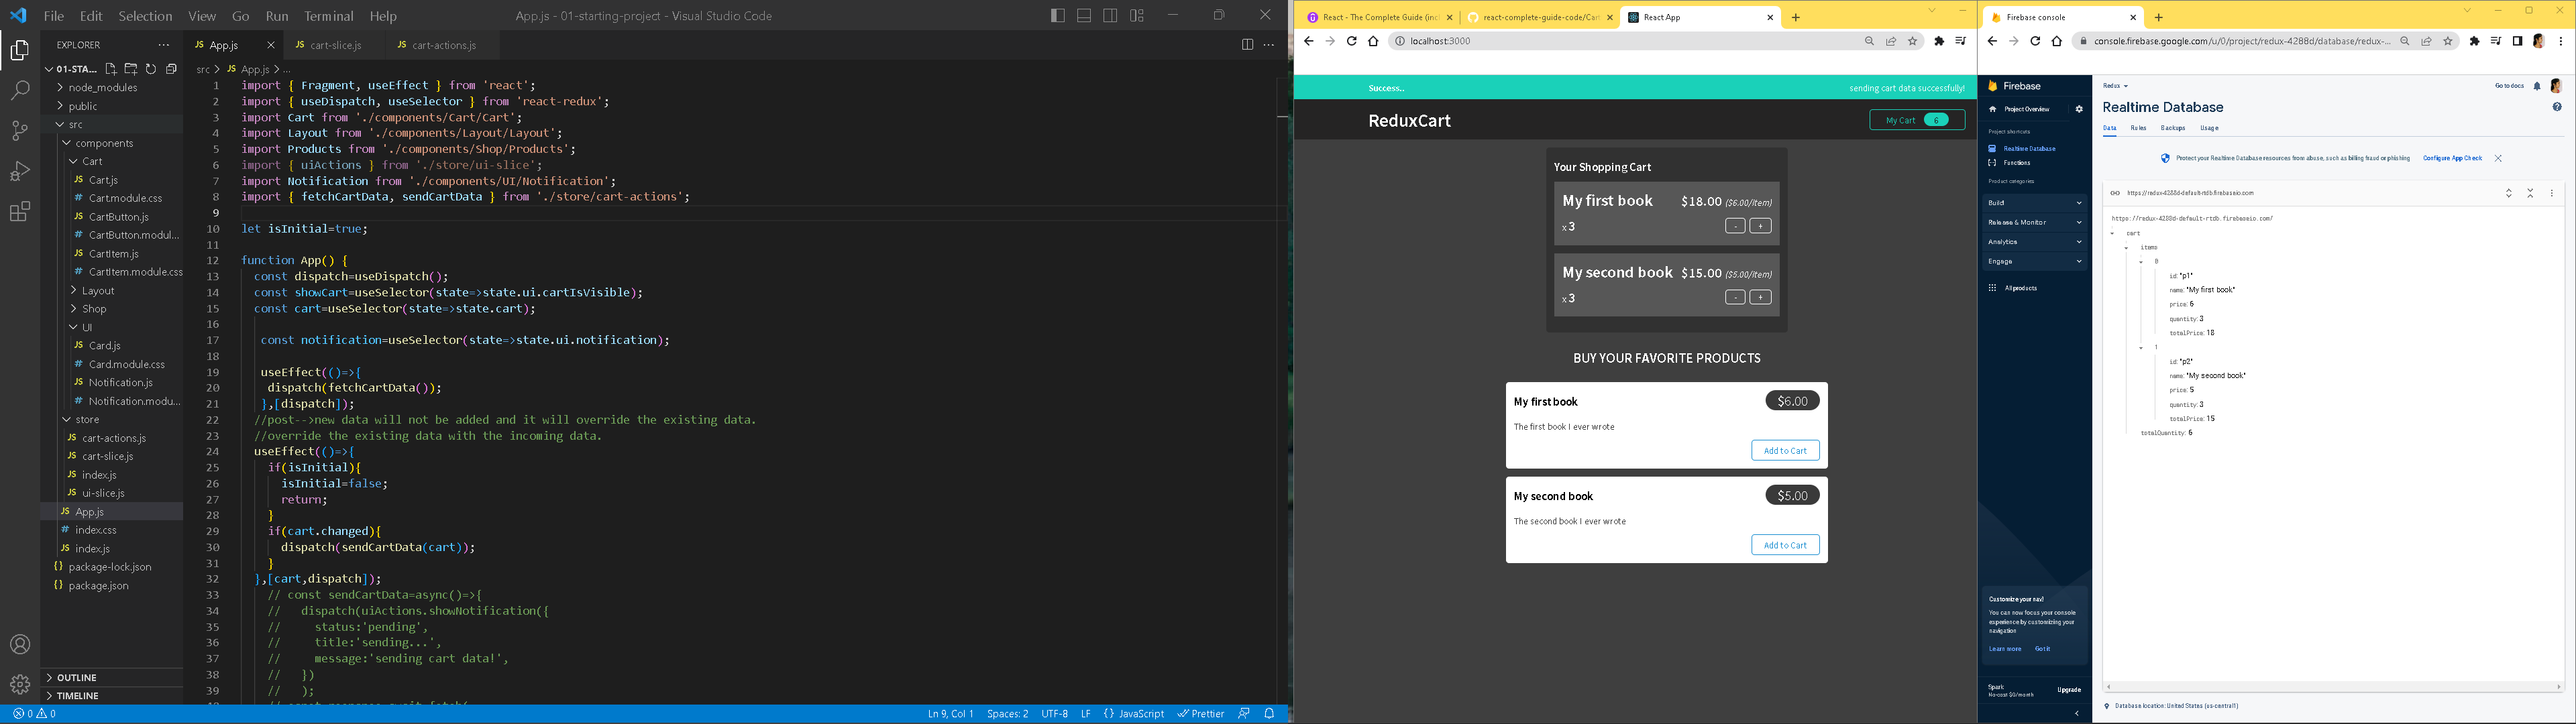 File Edit Selection View Go Run Terminal Help
App.js - 01-starting-project - Visual Studio Code
EXPLORER
01-STA...
node_modules
public
src
components
Cart
JS Cart.js
# Cart.module.css
JS CartButton.js
# CartButton.modul...
JS CartItem.js
# CartItem.module.css
Layout
Shop
UI
JS Card.js
# Card.module.css
JS Notification.js
# Notification.modu...
store
JS cart-actions.js
JS cart-slice.js
JS index.js
JS ui-slice.js
JS App.js
# index.css
JS index.js
{} package-lock.json
{} package.json
OUTLINE
TIMELINE
JS App.js
JS cart-slice.js
JS cart-actions.js
src > JS App.js > ...
1 import { Fragment, useEffect } from 'react';
2 import { useDispatch, useSelector } from 'react-redux';
3 import Cart from './components/Cart/Cart';
4 import Layout from './components/Layout/Layout';
5 import Products from './components/Shop/Products';
6 import { uiActions } from './store/ui-slice';
7 import Notification from './components/UI/Notification';
8 import { fetchCartData, sendCartData } from './store/cart-actions';
9
10 let isInitial=true;
11
12 function App() {
13 const dispatch=useDispatch();
14 const showCart=useSelector(state=>state.ui.cartIsVisible);
15 const cart=useSelector(state=>state.cart);
16
17 const notification=useSelector(state=>state.ui.notification);
18
19 useEffect(()=>{
20 dispatch(fetchCartData());
21 },[dispatch]);
22 //post-->new data will not be added and it will override the existing data.
23 //override the existing data with the incoming data.
24 useEffect(()=>{
25 if(isInitial){
26 isInitial=false;
27 return;
28 }
29 if(cart.changed){
30 dispatch(sendCartData(cart));
31 }
32 },[cart,dispatch]);
33 // const sendCartData=async()=>{
34 // dispatch(uiActions.showNotification({
35 // status:'pending',
36 // title:'sending...',
37 // message:'sending cart data!',
38 // })
39 // );
0 0
Ln 9, Col 1 Spaces: 2 UTF-8 LF {} JavaScript Prettier
React - The Complete Guide (incl
react-complete-guide-code/Cart
React App
localhost:3000
Success..
sending cart data successfully!
ReduxCart
My Cart 6
Your Shopping Cart
My first book $18.00 ($6.00/item)
x 3 - +
My second book $15.00 ($5.00/item)
x 3 - +
BUY YOUR FAVORITE PRODUCTS
My first book $6.00
The first book I ever wrote
Add to Cart
My second book $5.00
The second book I ever wrote
Add to Cart
Firebase console
console.firebase.google.com/u/0/project/redux-4288d/database/redux-...
Firebase
Project Overview
Project shortcuts
Realtime Database
Functions
Product categories
Build
Release & Monitor
Analytics
Engage
All products
Customize your nav!
You can now focus your console
experience by customizing your
navigation
Learn more Got it
Spark
No-cost $0/month
Upgrade
Redux
Go to docs
Realtime Database
Data Rules Backups Usage
Protect your Realtime Database resources from abuse, such as billing fraud or phishing Configure App Check
https://redux-4288d-default-rtdb.firebaseio.com
https://redux-4288d-default-rtdb.firebaseio.com/
cart
items
0
id: "p1"
name: "My first book"
price: 6
quantity: 3
totalPrice: 18
1
id: "p2"
name: "My second book"
price: 5
quantity: 3
totalPrice: 15
totalQuantity: 6
Database location: United States (us-central1)